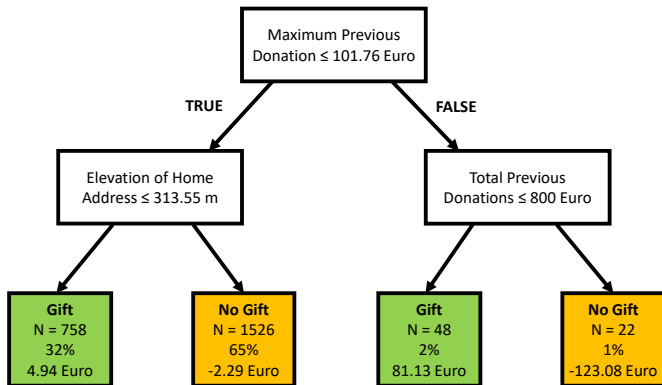 Maximum Previous
Donation ≤ 101.76 Euro
TRUE
FALSE
Elevation of Home
Address ≤ 313.55 m
Total Previous
Donations ≤ 800 Euro
Gift
N = 758
32%
4.94 Euro
No Gift
N = 1526
65%
-2.29 Euro
Gift
N = 48
2%
81.13 Euro
No Gift
N = 22
1%
-123.08 Euro